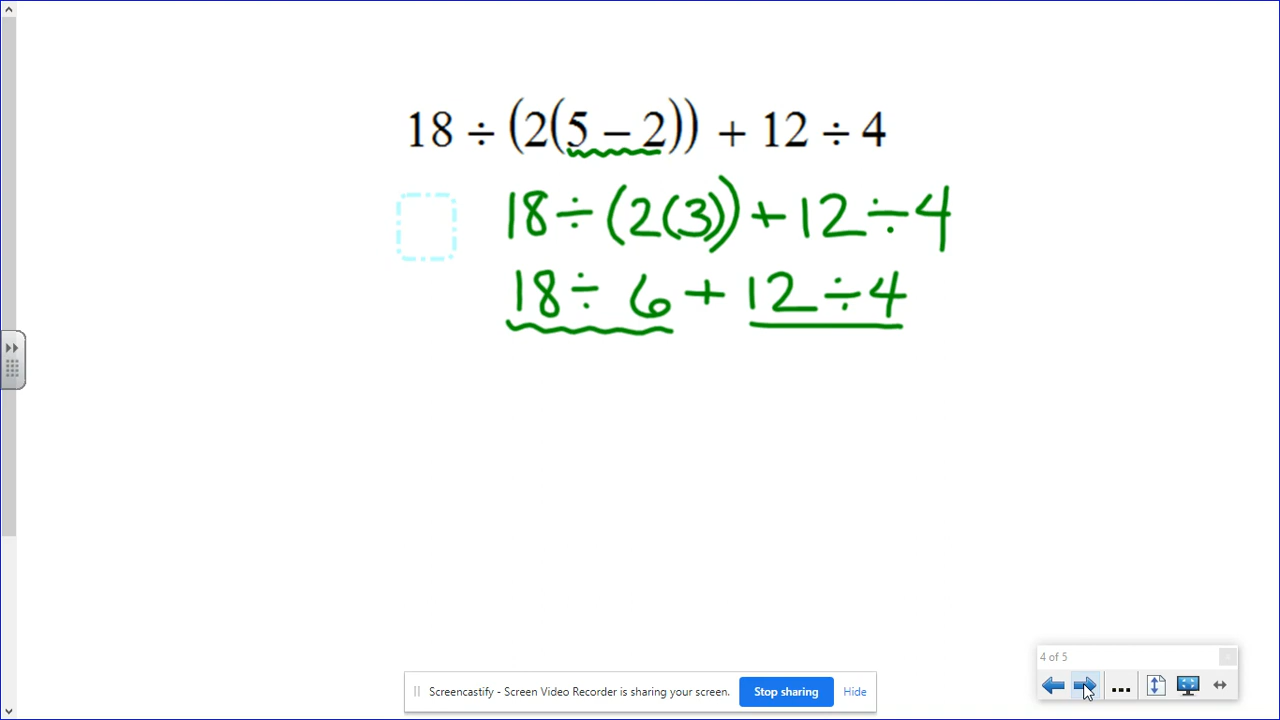 18 ÷ (2(5 − 2)) + 12 ÷ 4
18 ÷ (2(3)) + 12 ÷ 4
18 ÷ 6 + 12 ÷ 4
4 of 5
Screencastify - Screen Video Recorder is sharing your screen. Stop sharing Hide